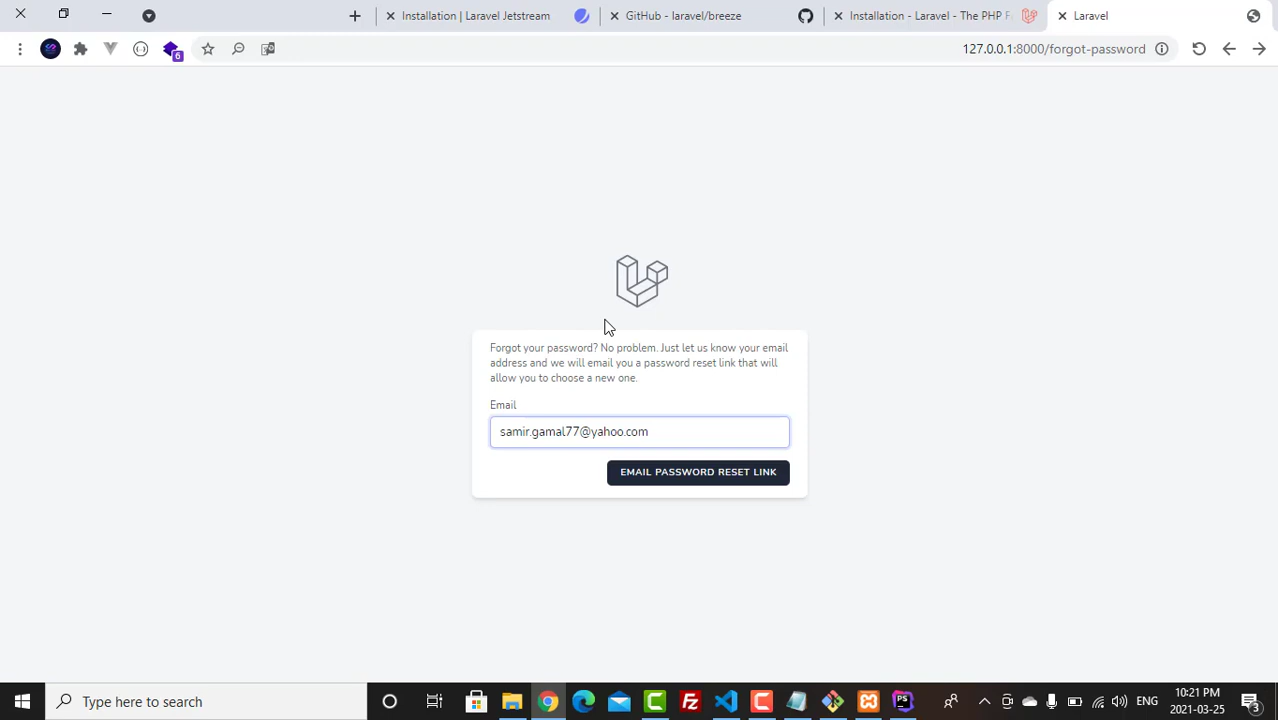 Installation | Laravel Jetstream
GitHub - laravel/breeze
Installation - Laravel - The PHP F
Laravel
6
127.0.0.1:8000/forgot-password
Forgot your password? No problem. Just let us know your email
address and we will email you a password reset link that will
allow you to choose a new one.
Email
samir.gamal77@yahoo.com
EMAIL PASSWORD RESET LINK
Type here to search
ENG
10:21 PM
2021-03-25
3